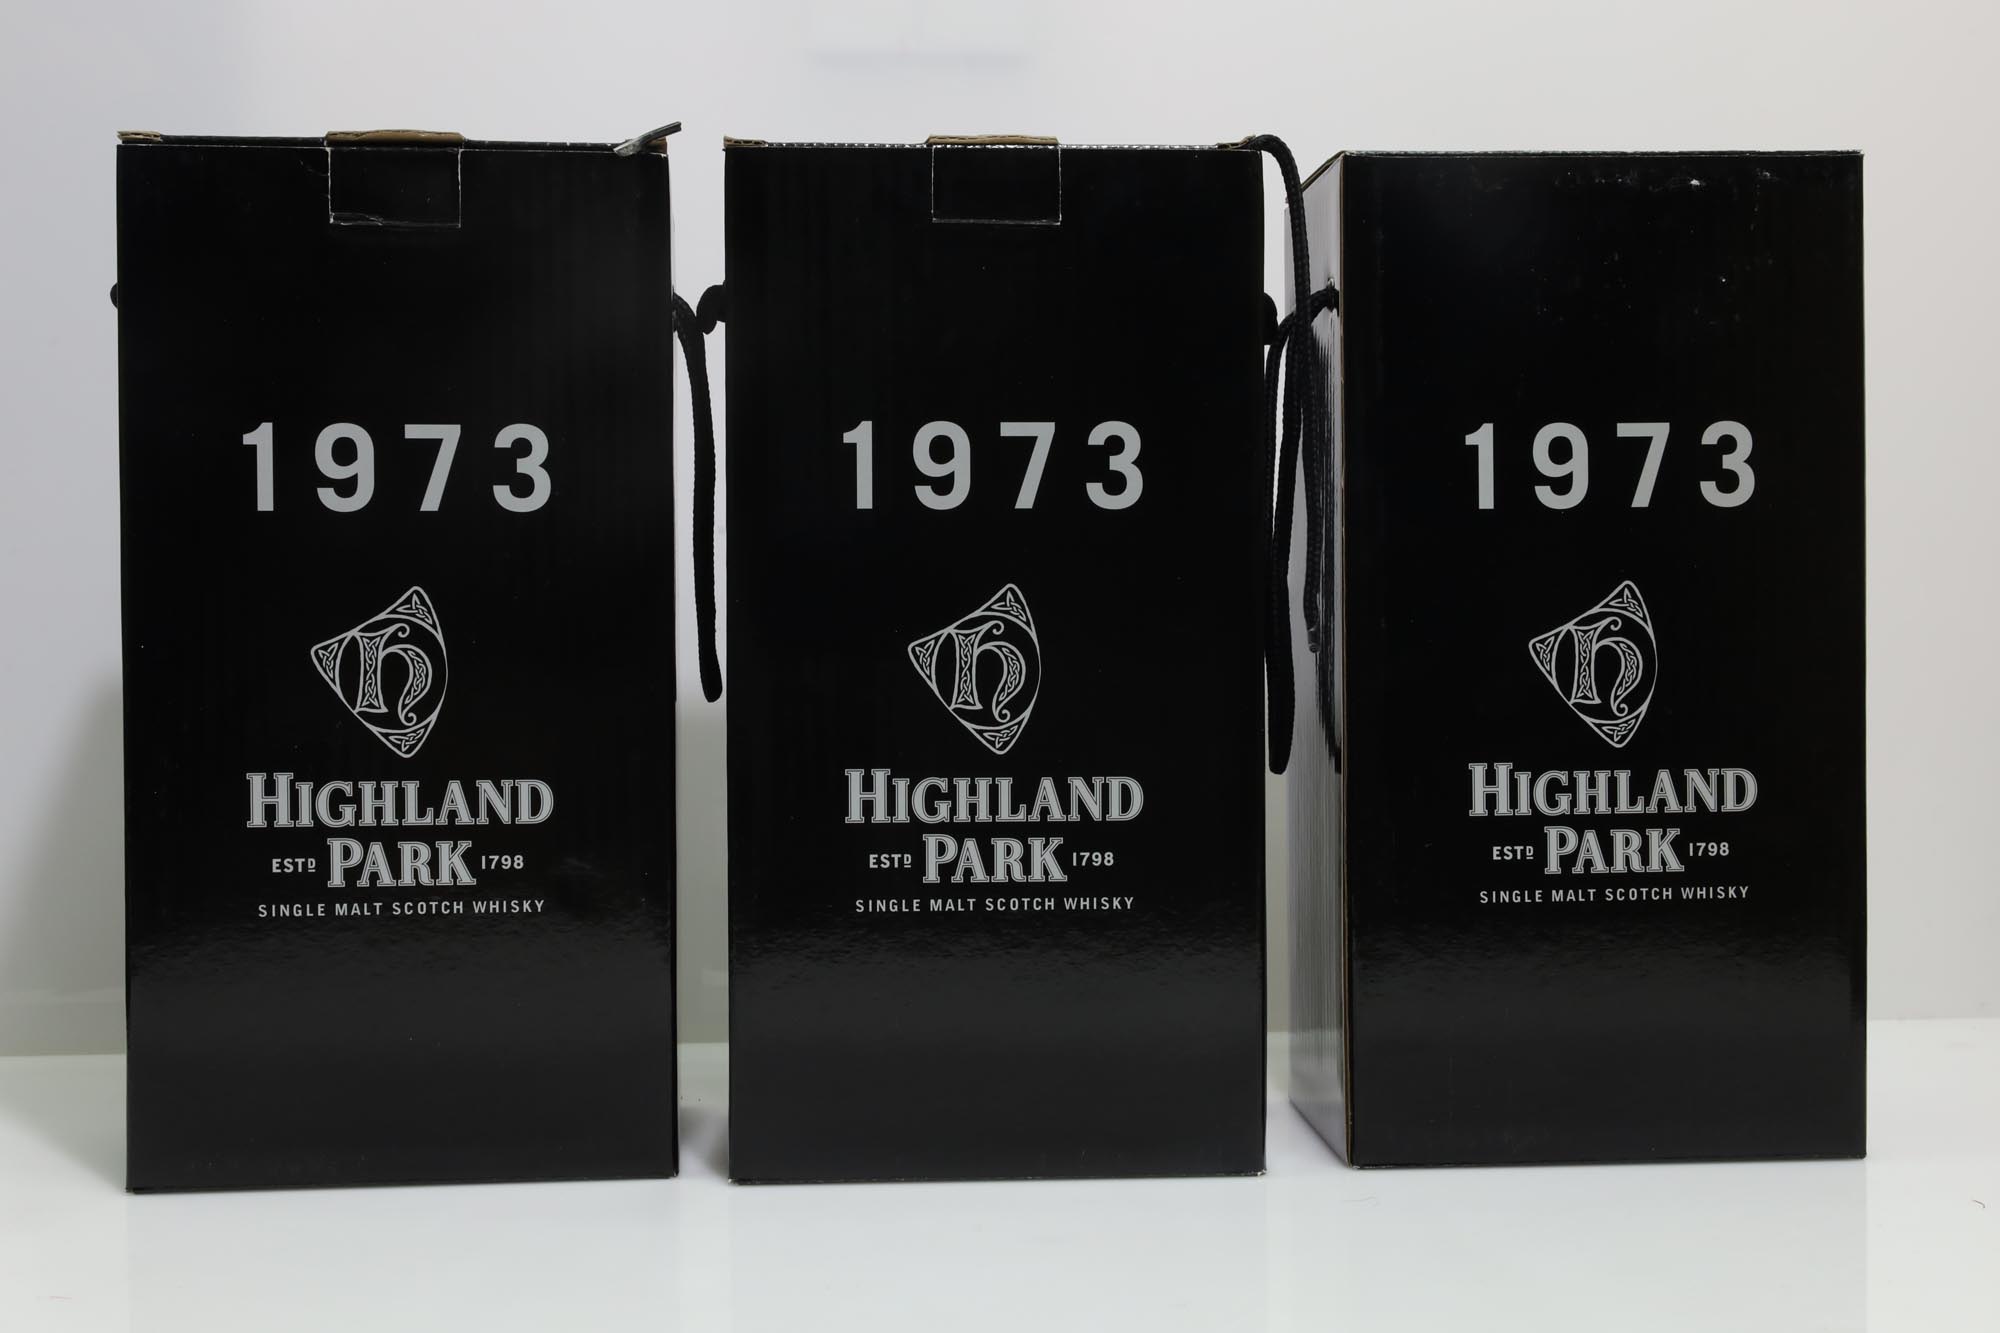 1973
HIGHLAND
ESTD PARK 1798
SINGLE MALT SCOTCH WHISKY
1973
HIGHLAND
ESTD PARK 1798
SINGLE MALT SCOTCH WHISKY
1973
HIGHLAND
ESTD PARK 1798
SINGLE MALT SCOTCH WHISKY